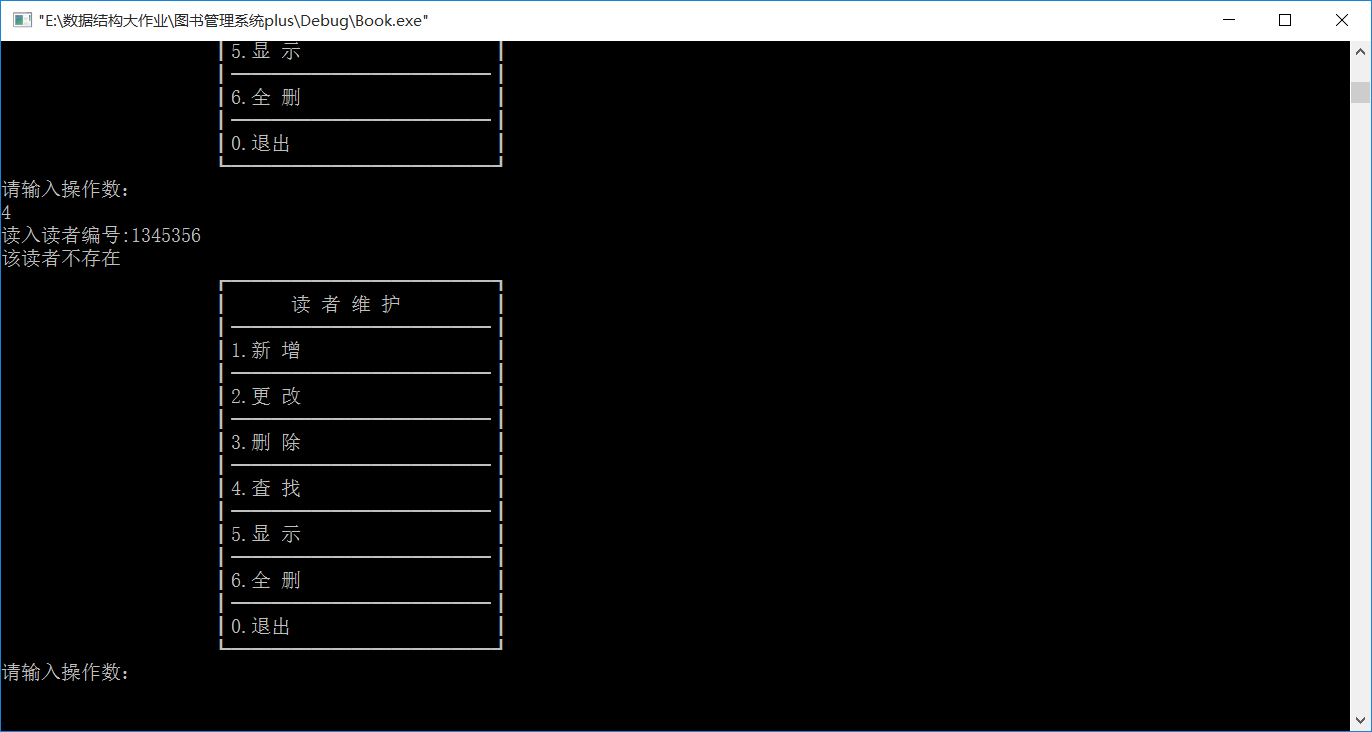 "E:\数据结构大作业\图书管理系统plus\Debug\Book.exe"
5.显 示
6.全 删
0.退出
请输入操作数:
4
读入读者编号:1345356
该读者不存在
读 者 维 护
1.新 增
2.更 改
3.删 除
4.查 找
5.显 示
6.全 删
0.退出
请输入操作数: